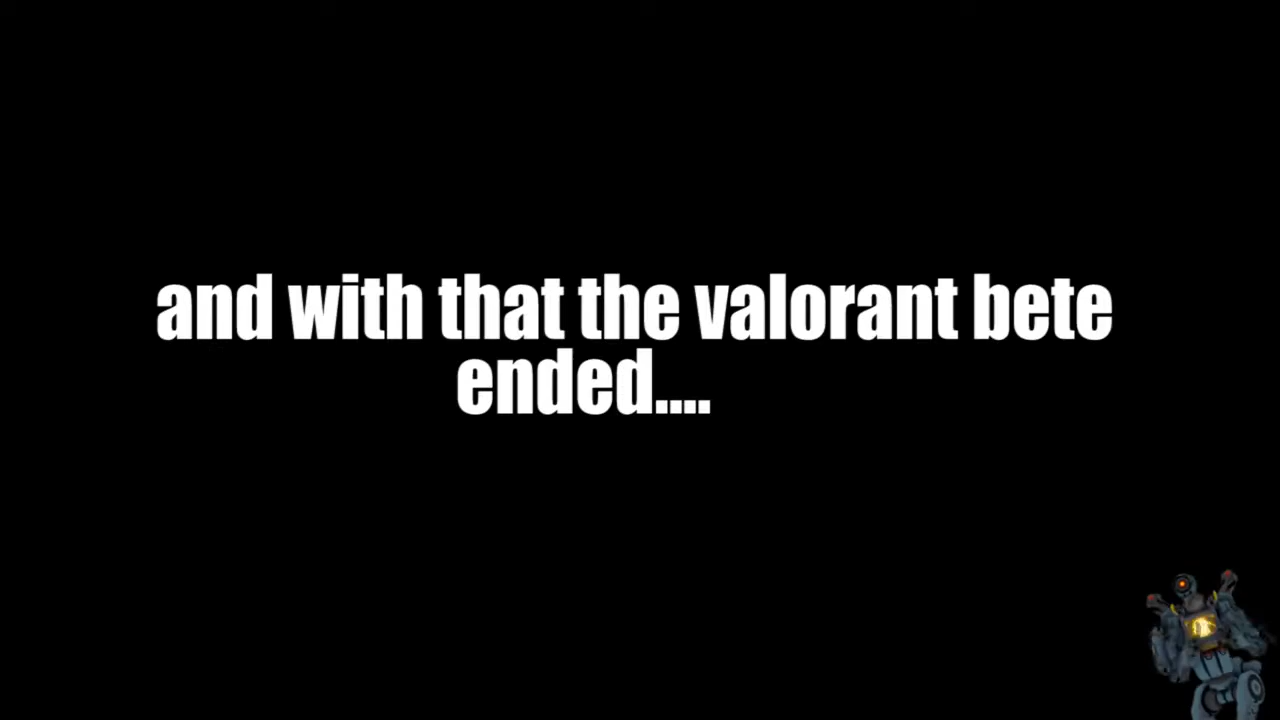 and with that the valorant bete
ended....